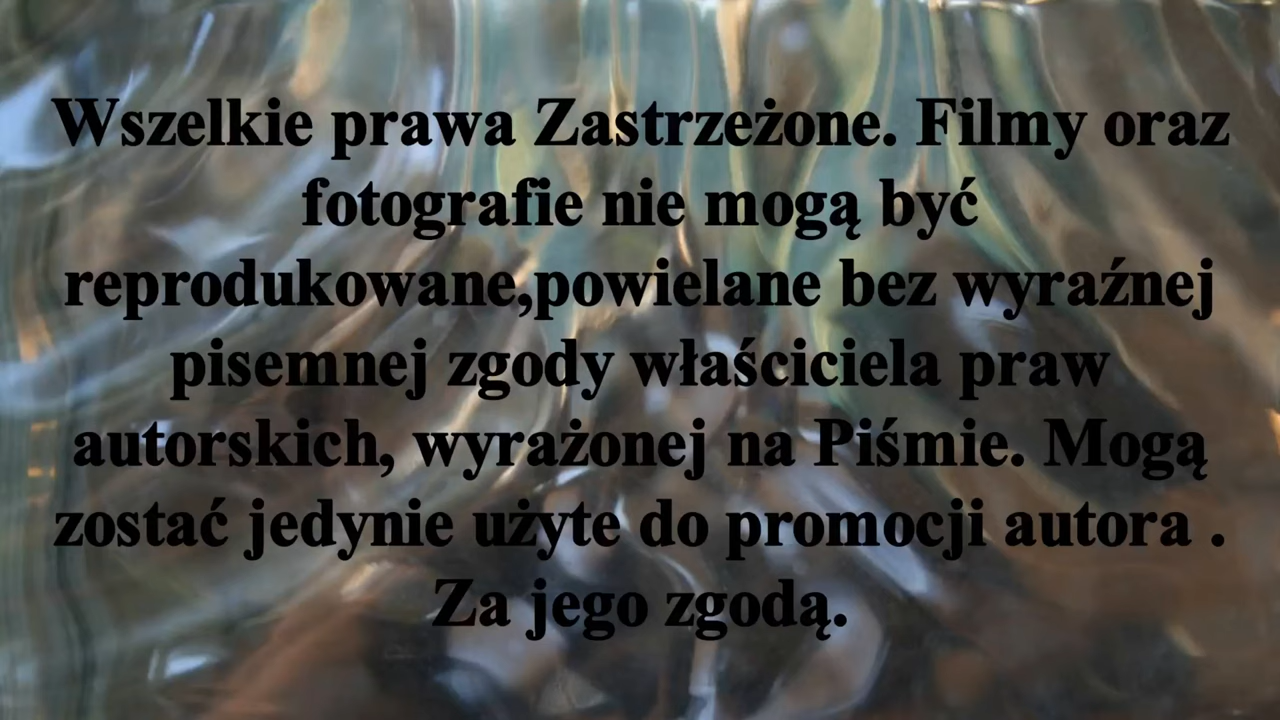 Wszelkie prawa Zastrzeżone. Filmy oraz
fotografie nie mogą być
reprodukowane,powielane bez wyraźnej
pisemnej zgody właściciela praw
autorskich, wyrażonej na Piśmie. Mogą
zostać jedynie użyte do promocji autora .
Za jego zgodą.